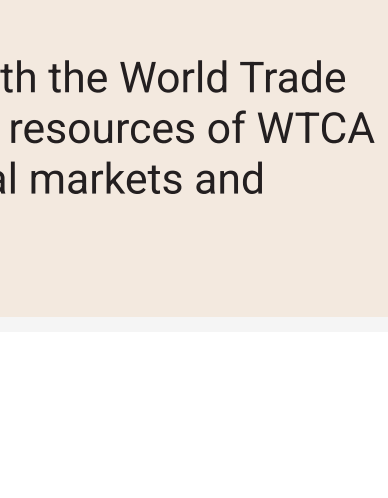 th the World Trade
resources of WTCA
al markets and